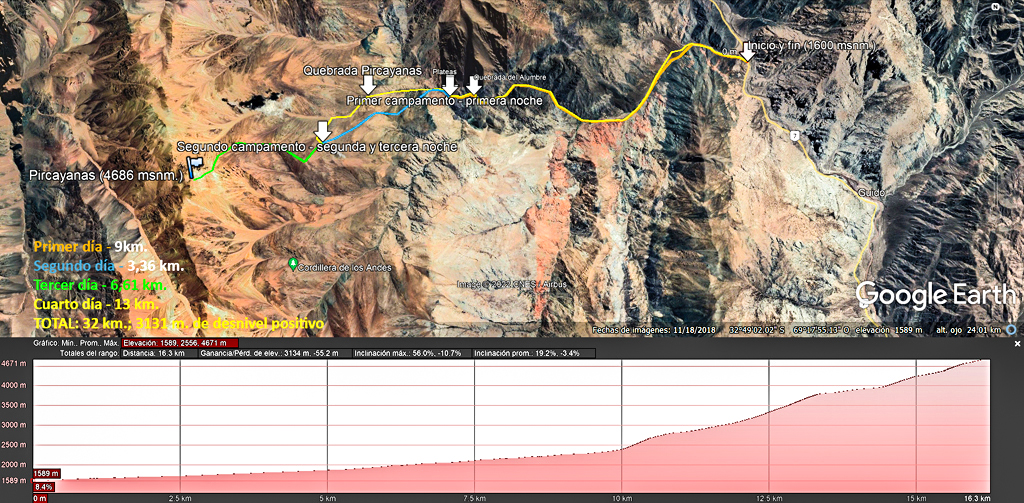 Inicio y fin (1600 msnm.)
0 m
Quebrada Pircayanas
Plateas
Quebrada del Alumbre
Primer campamento - primera noche
7
Segundo campamento - segunda y tercera noche
Pircayanas (4686 msnm.)
Guido
Primer día - 9km.
Segundo día - 3,36 km.
Tercer día - 6,61 km.
Cuarto día - 13 km.
TOTAL: 32 km.; 3131 m. de desnivel positivo
Cordillera de los Andes
Image © 2023 CNES / Airbus
Google Earth
Fechas de imágenes: 11/18/2018 32°49'02.02" S 69°17'55.13" O elevación 1589 m alt. ojo 24.01 km
Gráfico: Mín., Prom., Máx. Elevación: 1589, 2556, 4671 m
Totales del rango: Distancia: 16.3 km Ganancia/Pérd. de elev.: 3134 m, -55.2 m Inclinación máx.: 56.0%, -10.7% Inclinación prom.: 19.2%, -3.4%
4671 m
4000 m
3500 m
3000 m
2500 m
2000 m
1589 m
1589 m
8.4%
0 m
2.5 km
5 km
7.5 km
10 km
12.5 km
15 km
16.3 km